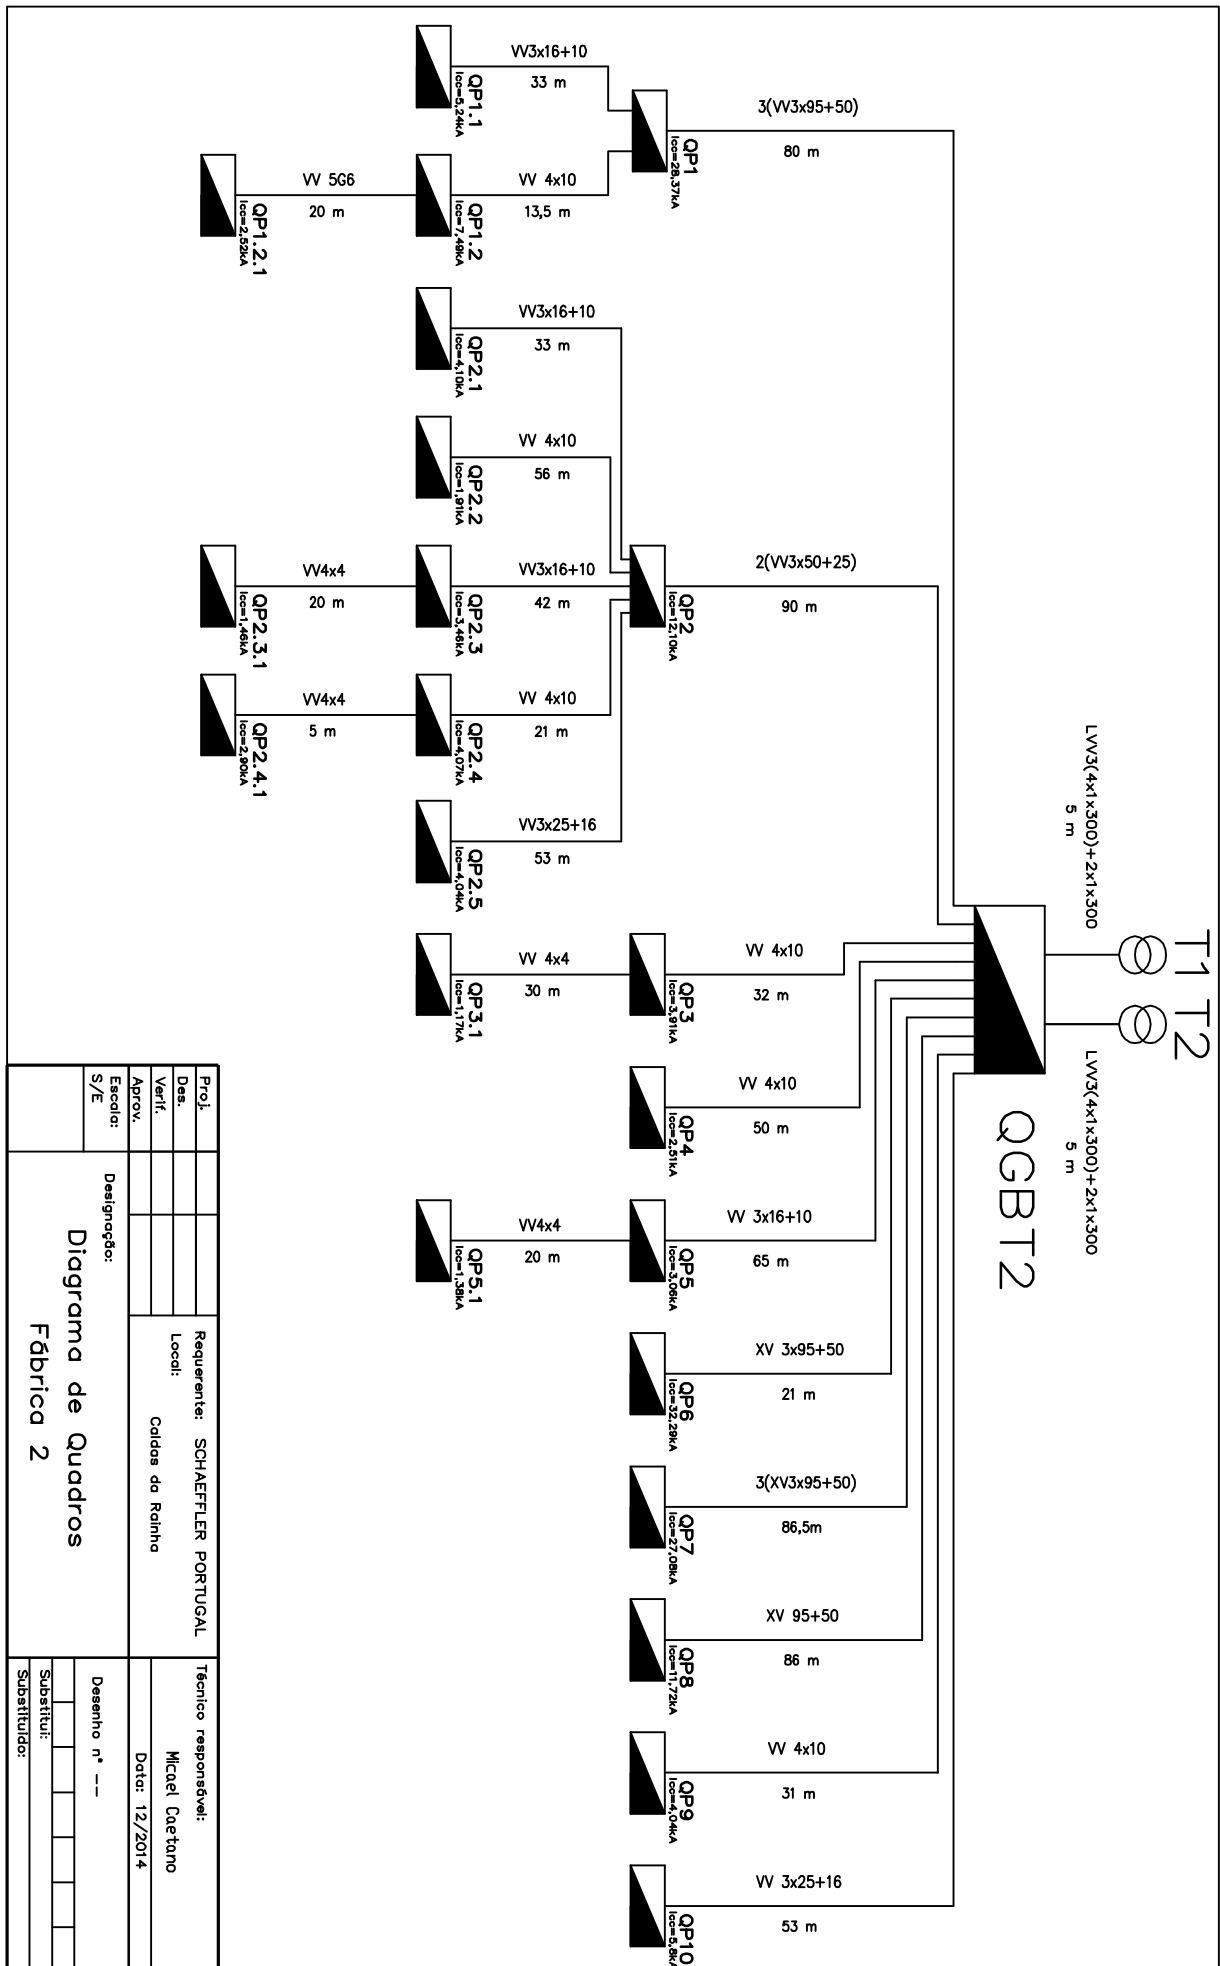 T1
T2
LVV3(4x1x300)+2x1x300
5 m
LVV3(4x1x300)+2x1x300
5 m
QGBT2
3(VV3x95+50)
80 m
QP1
Icc=28,37kA
VV3x16+10
33 m
QP1.1
Icc=5,24kA
VV 4x10
13,5 m
QP1.2
Icc=7,49kA
VV 5G6
20 m
QP1.2.1
Icc=2,52kA
2(VV3x50+25)
90 m
QP2
Icc=12,10kA
VV3x16+10
33 m
QP2.1
Icc=4,10kA
VV 4x10
56 m
QP2.2
Icc=1,91kA
VV3x16+10
42 m
QP2.3
Icc=3,46kA
VV4x4
20 m
QP2.3.1
Icc=1,46kA
VV 4x10
21 m
QP2.4
Icc=4,07kA
VV4x4
5 m
QP2.4.1
Icc=2,90kA
VV3x25+16
53 m
QP2.5
Icc=4,04kA
VV 4x10
32 m
QP3
Icc=3,91kA
VV 4x4
30 m
QP3.1
Icc=1,17kA
VV 4x10
50 m
QP4
Icc=2,51kA
VV 3x16+10
65 m
QP5
Icc=3,06kA
VV4x4
20 m
QP5.1
Icc=1,38kA
XV 3x95+50
21 m
QP6
Icc=32,29kA
3(XV3x95+50)
86,5m
QP7
Icc=27,08kA
XV 95+50
86 m
QP8
Icc=11,72kA
VV 4x10
31 m
QP9
Icc=4,04kA
VV 3x25+16
53 m
QP10
Icc=5,8kA
Proj.
Des.
Verif.
Aprov.
Escala:
S/E
Requerente: SCHAEFFLER PORTUGAL
Local:
Caldas da Rainha
Técnico responsável:
Micael Caetano
Data: 12/2014
Designação:
Diagrama de Quadros
Fábrica 2
Desenho nº --
Substitui:
Substituido: